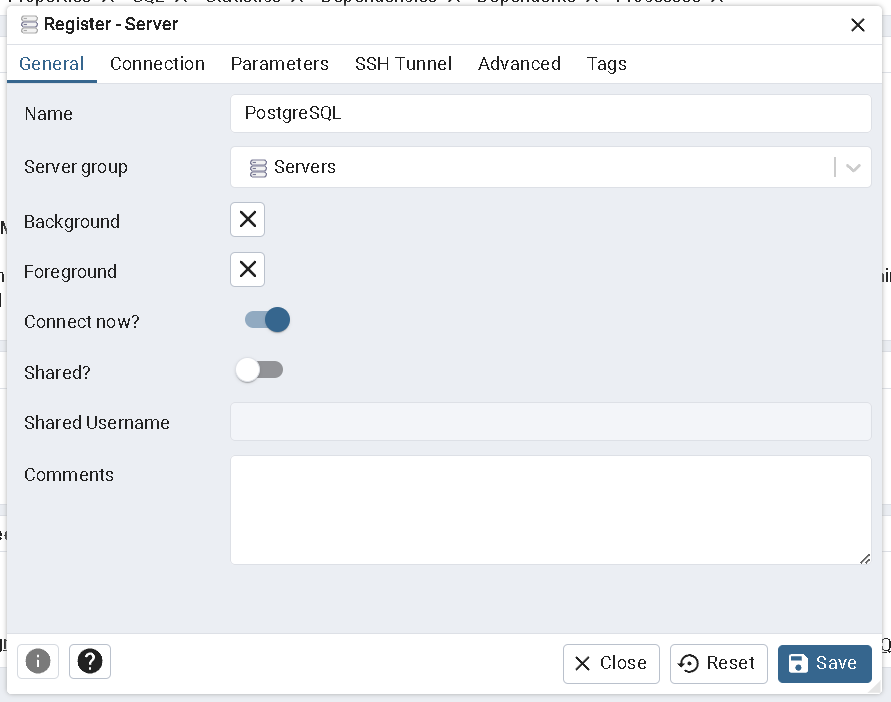 Register - Server
General Connection Parameters SSH Tunnel Advanced Tags
Name PostgreSQL
Server group Servers
Background
Foreground
Connect now?
Shared?
Shared Username
Comments
Close Reset Save